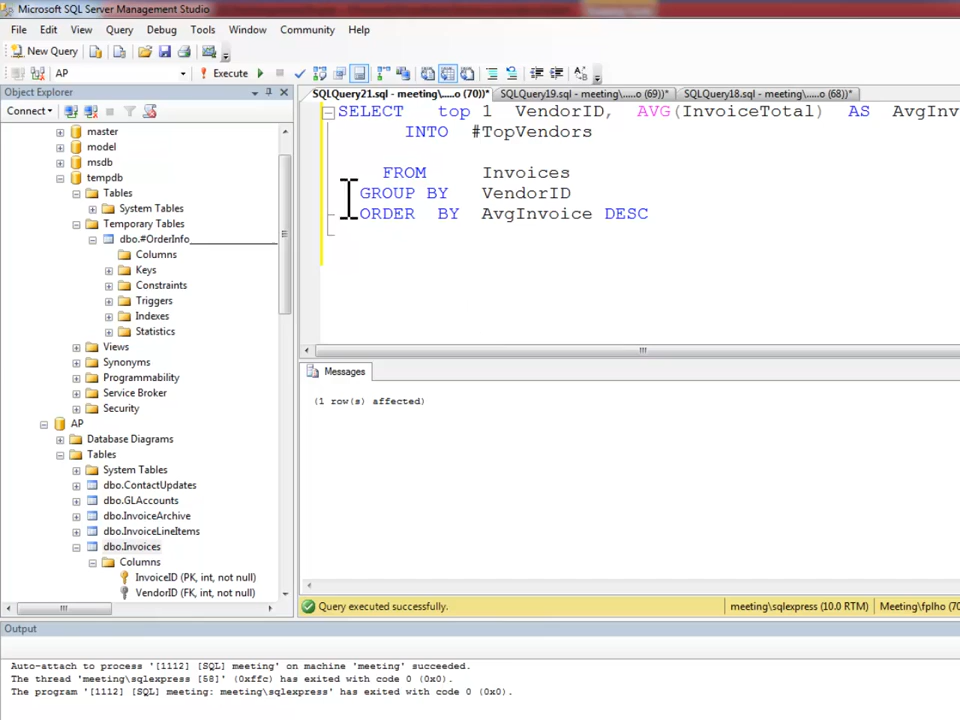 Microsoft SQL Server Management Studio
File Edit View Query Debug Tools Window Community Help
New Query
AP Execute
Object Explorer
Connect
master
model
msdb
tempdb
Tables
System Tables
Temporary Tables
dbo.#OrderInfo
Columns
Keys
Constraints
Triggers
Indexes
Statistics
Views
Synonyms
Programmability
Service Broker
Security
AP
Database Diagrams
Tables
System Tables
dbo.ContactUpdates
dbo.GLAccounts
dbo.InvoiceArchive
dbo.InvoiceLineItems
dbo.Invoices
Columns
InvoiceID (PK, int, not null)
VendorID (FK, int, not null)
SQLQuery21.sql - meeting\.....o (70))* SQLQuery19.sql - meeting\.....o (69))* SQLQuery18.sql - meeting\.....o (68))*
SELECT top 1 VendorID, AVG(InvoiceTotal) AS AvgInv
INTO #TopVendors
FROM Invoices
GROUP BY VendorID
ORDER BY AvgInvoice DESC
Messages
(1 row(s) affected)
Query executed successfully. meeting\sqlexpress (10.0 RTM) Meeting\fplho (70
Output
Auto-attach to process '[1112] [SQL] meeting' on machine 'meeting' succeeded.
The thread 'meeting\sqlexpress [58]' (0xffc) has exited with code 0 (0x0).
The program '[1112] [SQL] meeting: meeting\sqlexpress' has exited with code 0 (0x0).